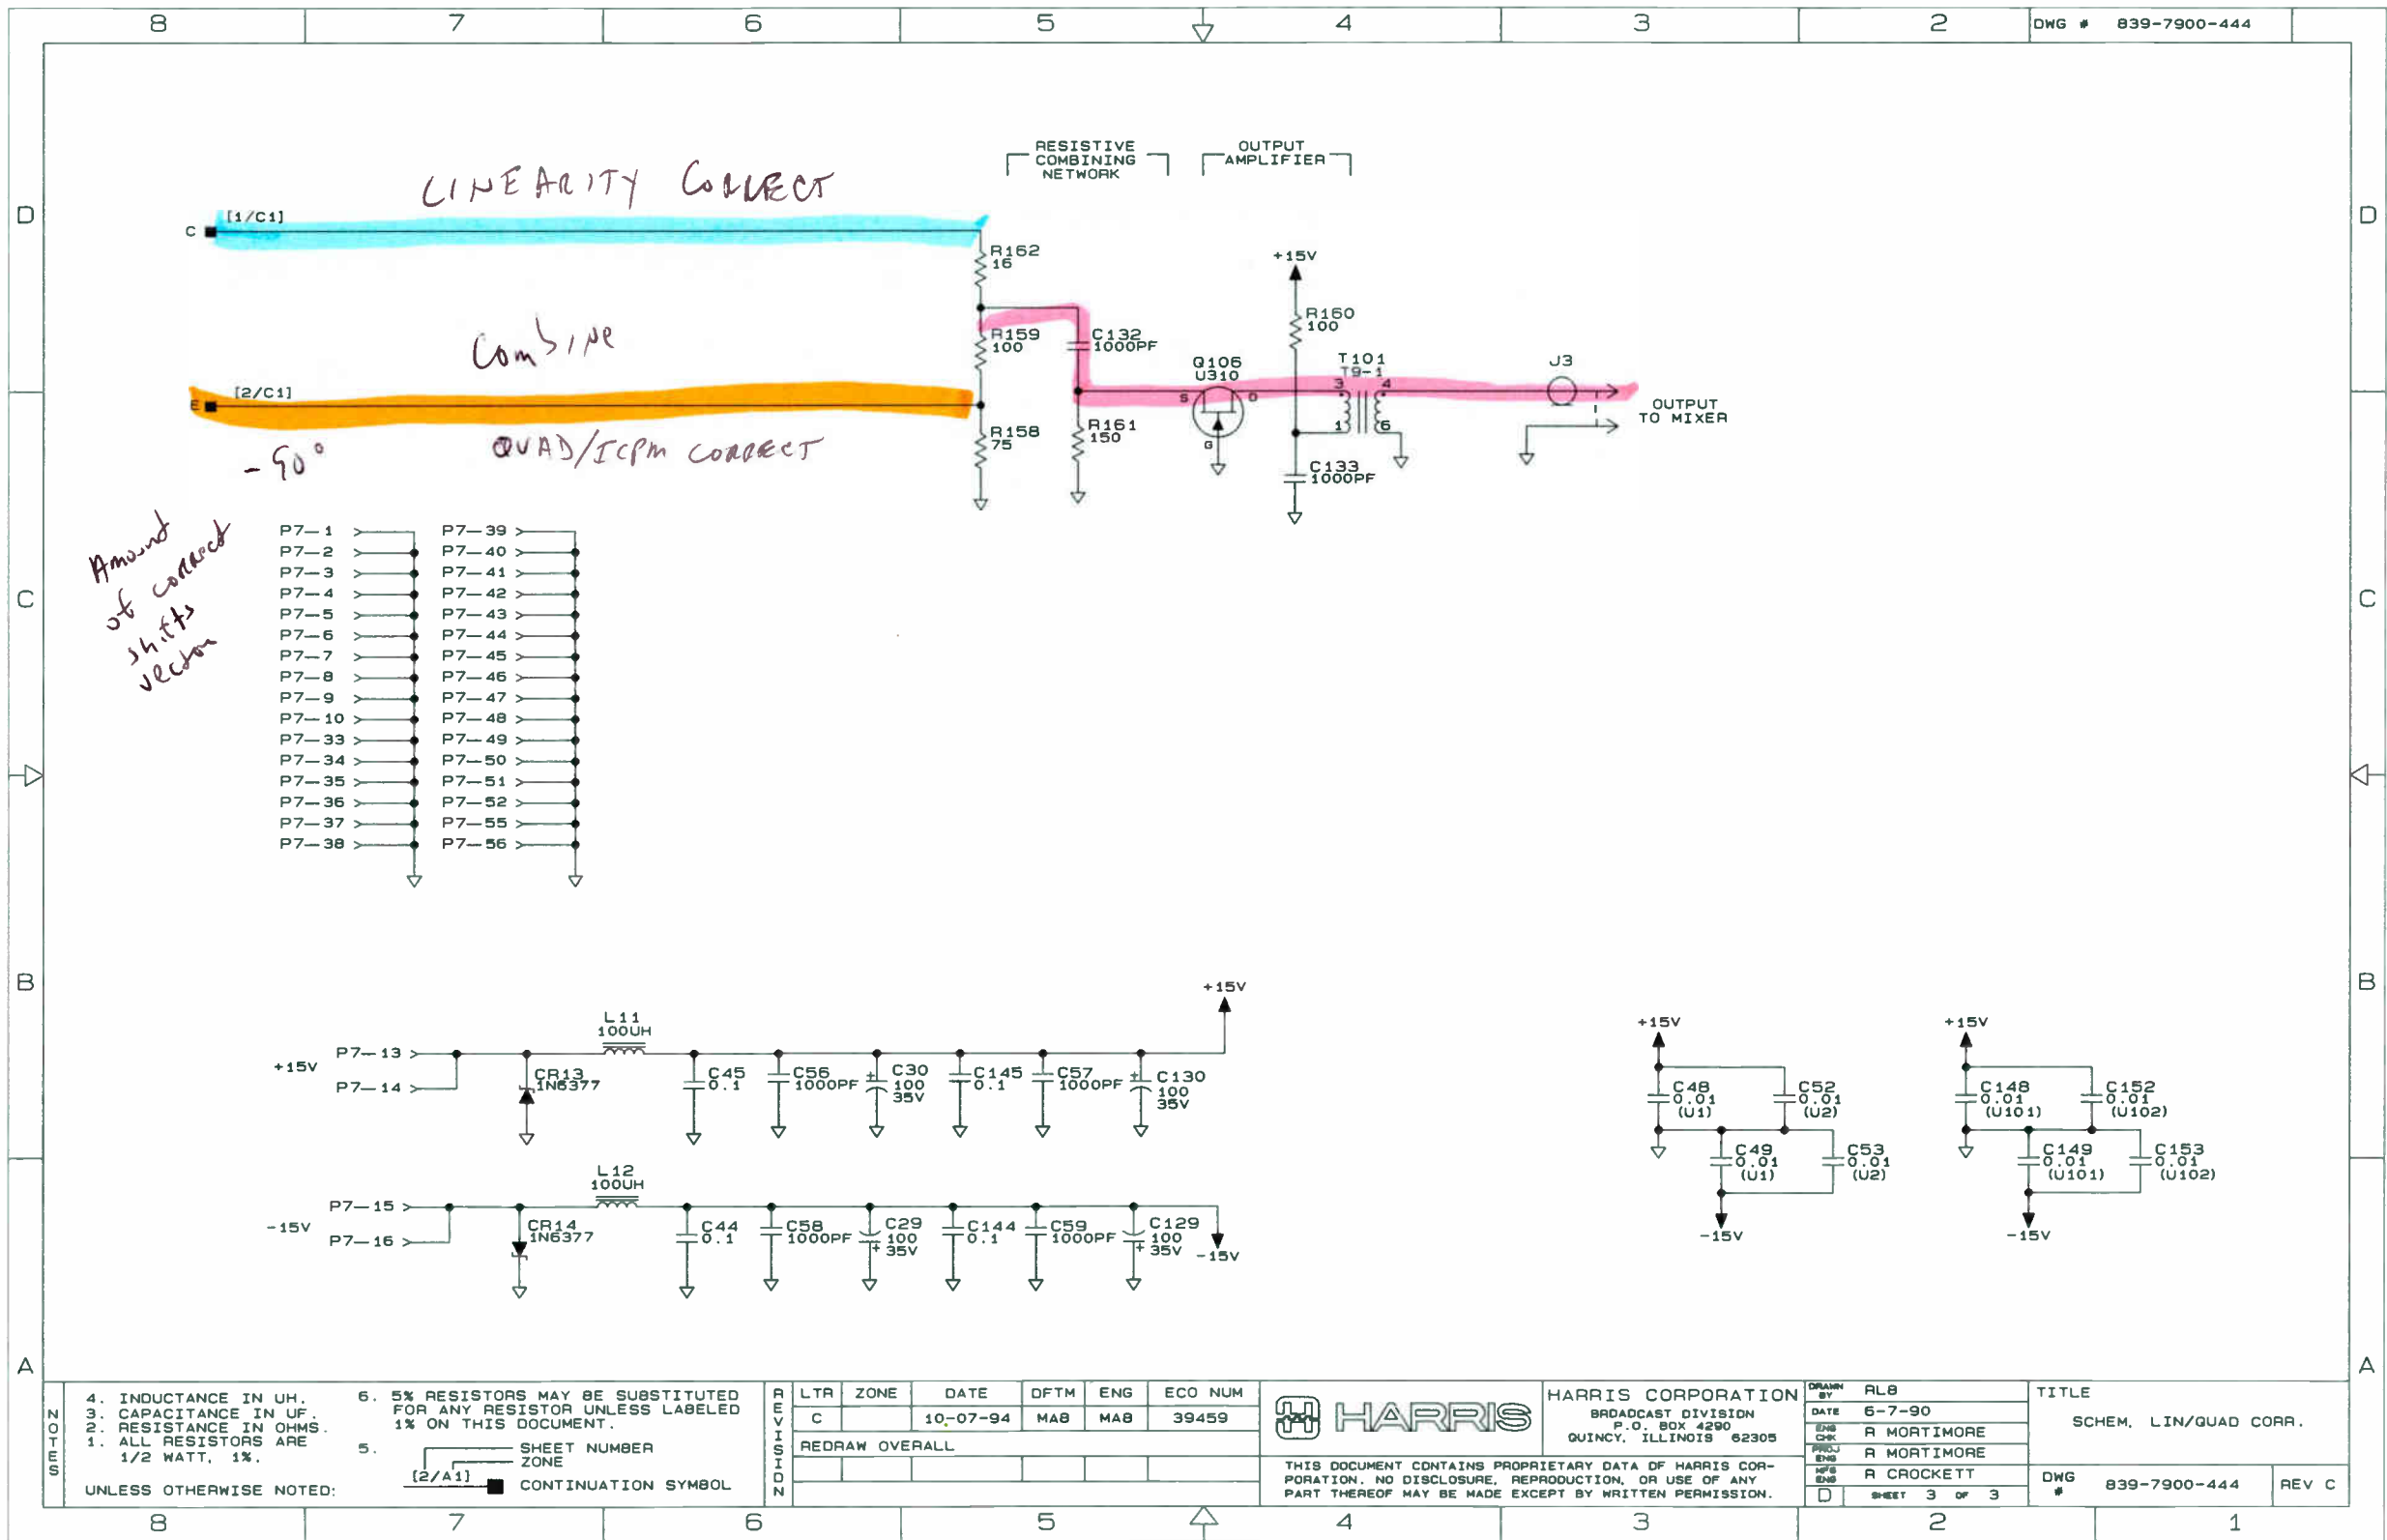 8 7 6 5 4 3 2 DWG # 839-7900-444
RESISTIVE
COMBINING
NETWORK
OUTPUT
AMPLIFIER
LINEARITY CORRECT
D D
C [1/C1]
R162
16
+15V
R160
100
Combine
R159
100
C132
1000PF
Q106
U310
T101
T9-1
3 4
J3
S D
G
1 6
E [2/C1]
OUTPUT
TO MIXER
-90°
QUAD/ICPM CORRECT
R158
75
R161
150
C133
1000PF
Amount
of correct
shifts
vector
P7-1 P7-39
P7-2 P7-40
P7-3 P7-41
P7-4 P7-42
P7-5 P7-43
P7-6 P7-44
P7-7 P7-45
P7-8 P7-46
P7-9 P7-47
P7-10 P7-48
P7-33 P7-49
P7-34 P7-50
P7-35 P7-51
P7-36 P7-52
P7-37 P7-55
P7-38 P7-56
C C
B B
+15V
L11
100UH
+15V
P7-13
P7-14
CR13
1N6377
C45
0.1
C56
1000PF
+ C30
100
35V
C145
0.1
C57
1000PF
+ C130
100
35V
L12
100UH
-15V
P7-15
P7-16
CR14
1N6377
C44
0.1
C58
1000PF
C29
100
+ 35V
C144
0.1
C59
1000PF
C129
100
+ 35V
-15V
+15V
C48
0.01
(U1)
C52
0.01
(U2)
C49
0.01
(U1)
C53
0.01
(U2)
-15V
+15V
C148
0.01
(U101)
C152
0.01
(U102)
C149
0.01
(U101)
C153
0.01
(U102)
-15V
A A
NOTES
4. INDUCTANCE IN UH.
3. CAPACITANCE IN UF.
2. RESISTANCE IN OHMS.
1. ALL RESISTORS ARE
1/2 WATT, 1%.
UNLESS OTHERWISE NOTED:
6. 5% RESISTORS MAY BE SUBSTITUTED
FOR ANY RESISTOR UNLESS LABELED
1% ON THIS DOCUMENT.
5. SHEET NUMBER
ZONE
[2/A1]
CONTINUATION SYMBOL
REVISION
LTR ZONE DATE DFTM ENG ECO NUM
C 10-07-94 MAB MAB 39459
REDRAW OVERALL
HARRIS
HARRIS CORPORATION
BROADCAST DIVISION
P.O. BOX 4290
QUINCY, ILLINOIS 62305
THIS DOCUMENT CONTAINS PROPRIETARY DATA OF HARRIS COR-
PORATION. NO DISCLOSURE, REPRODUCTION, OR USE OF ANY
PART THEREOF MAY BE MADE EXCEPT BY WRITTEN PERMISSION.
DRAWN BY RLB
DATE 6-7-90
ENG CHK R MORTIMORE
PROJ ENG R MORTIMORE
MFG ENG R CROCKETT
D SHEET 3 OF 3
TITLE
SCHEM, LIN/QUAD CORR.
DWG # 839-7900-444 REV C
8 7 6 5 4 3 2 1